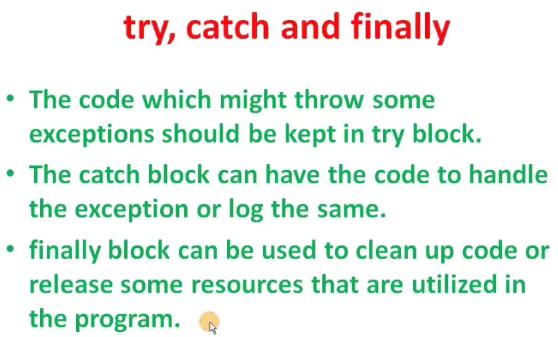 try, catch and finally
• The code which might throw some
exceptions should be kept in try block.
• The catch block can have the code to handle
the exception or log the same.
• finally block can be used to clean up code or
release some resources that are utilized in
the program.